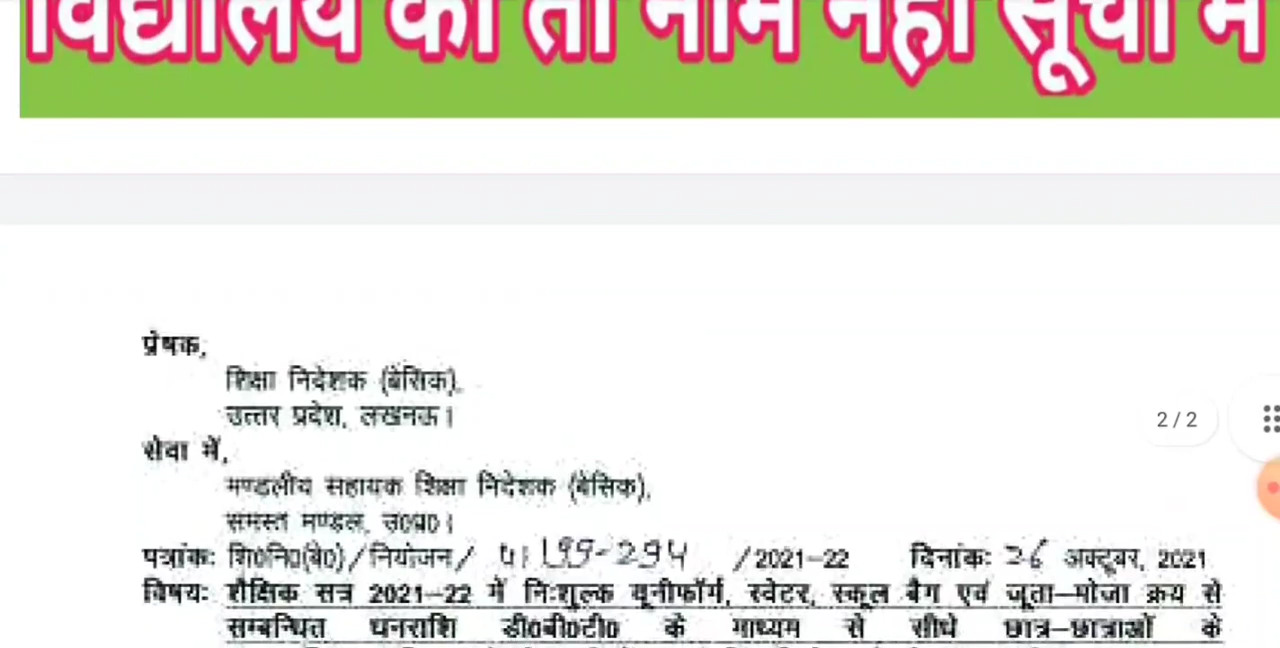 विद्यालय का तो नाम नहीं सूची में
प्रेषक,
शिक्षा निदेशक (बेसिक),
उत्तर प्रदेश, लखनऊ।
2 / 2
सेवा में,
मण्डलीय सहायक शिक्षा निदेशक (बेसिक),
समस्त मण्डल, उ0प्र0।
पत्रांकः शि0नि0(बे0)/नियोजन/ /2021–22 दिनांकः 26 अक्टूबर, 2021
विषयः शैक्षिक सत्र 2021–22 में निःशुल्क यूनीफॉर्म, स्वेटर, स्कूल बैग एवं जूता–मोजा क्रय से
सम्बन्धित धनराशि डी0बी0टी0 के माध्यम से सीधे छात्र–छात्राओं के